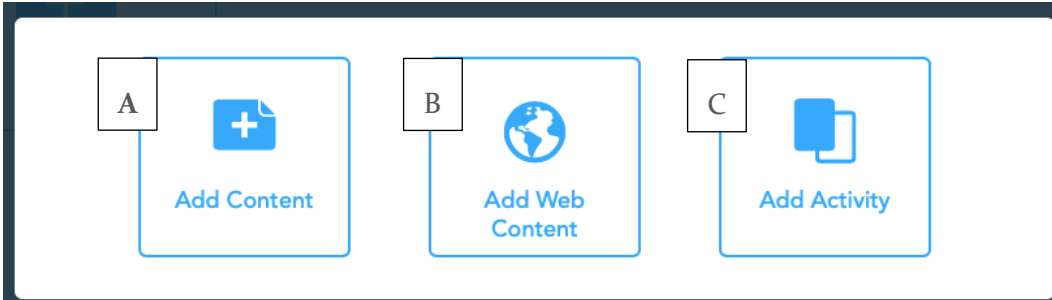 A
Add Content
B
Add Web
Content
C
Add Activity